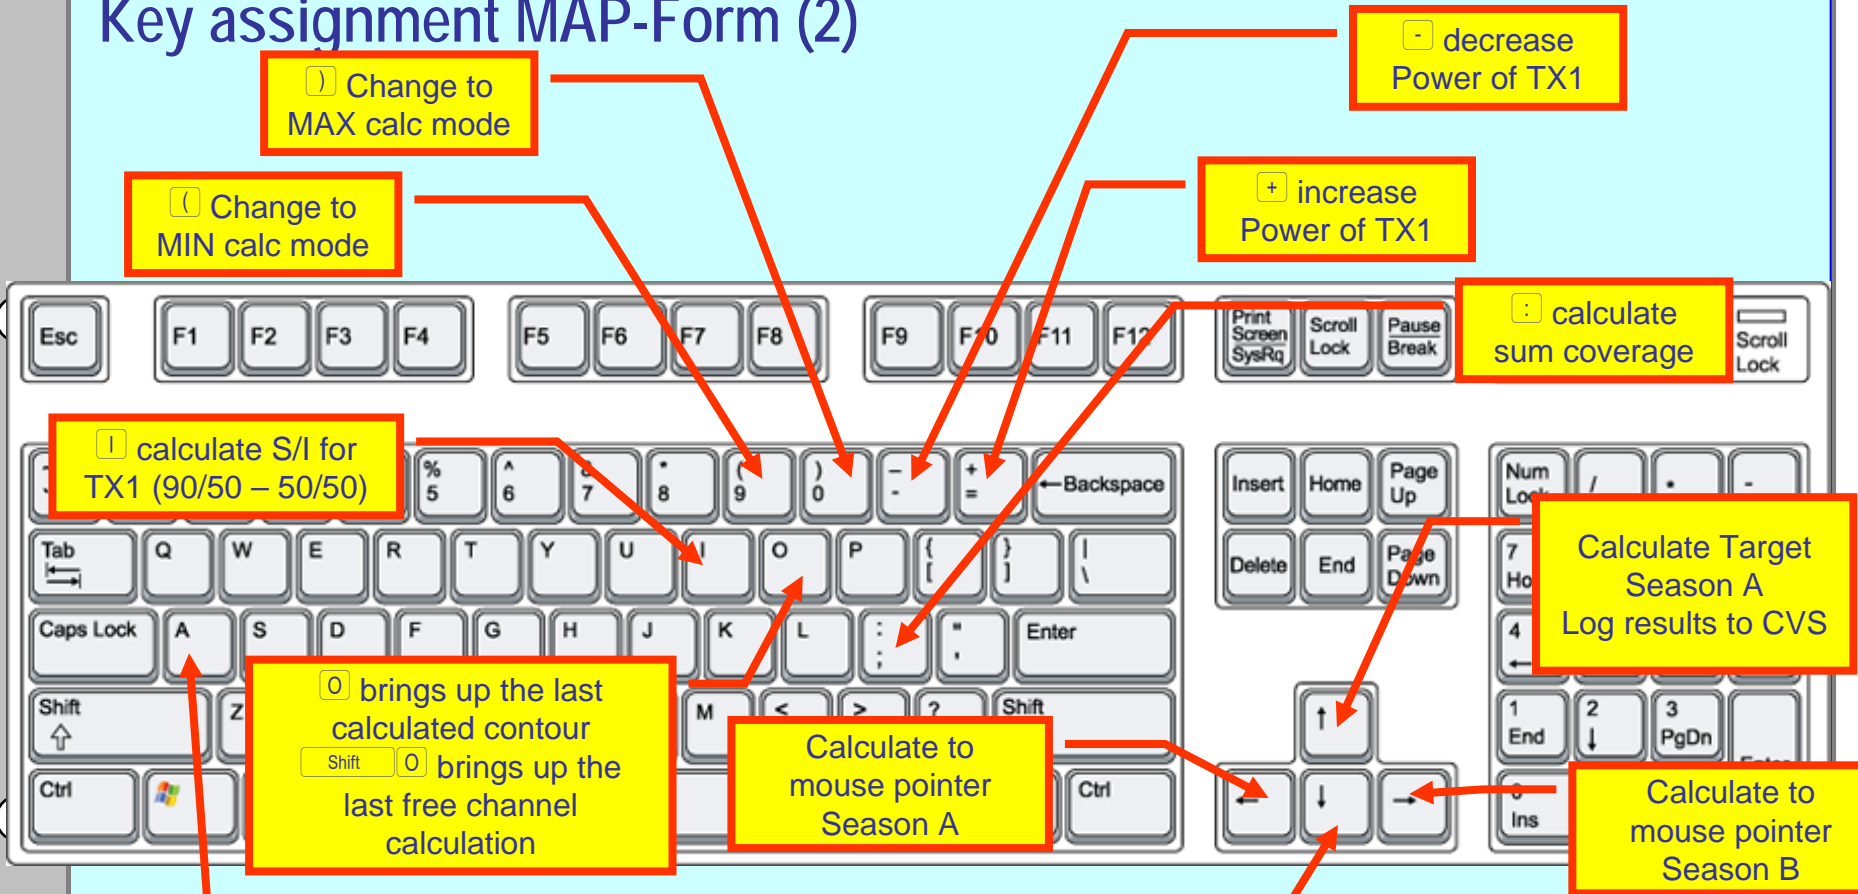 Key assignment MAP-Form (2)
- decrease
Power of TX1
) Change to
MAX calc mode
( Change to
MIN calc mode
+ increase
Power of TX1
: calculate
sum coverage
Esc
F1
F2
F3
F4
F5
F6
F7
F8
F9
F10
F11
F12
Print
Screen
SysRq
Scroll
Lock
Pause
Break
Scroll
Lock
I calculate S/I for
TX1 (90/50 – 50/50)
%
5
^
6
&
7
*
8
(
9
)
0
–
-
+
=
←Backspace
Insert
Home
Page
Up
Num
Lock
/
*
-
Tab
Q
W
E
R
T
Y
U
I
O
P
{
[
}
]
|
\
Delete
End
Page
Down
7
Calculate Target
Season A
Log results to CVS
Caps Lock
A
S
D
F
G
H
J
K
L
:
;
"
'
Enter
4
←
O brings up the last
calculated contour
Shift O brings up the
last free channel
calculation
Shift
Z
M
<
>
?
Shift
↑
1
End
2
↓
3
PgDn
Calculate to
mouse pointer
Season A
Ctrl
Ctrl
←
↓
→
0
Ins
Calculate to
mouse pointer
Season B